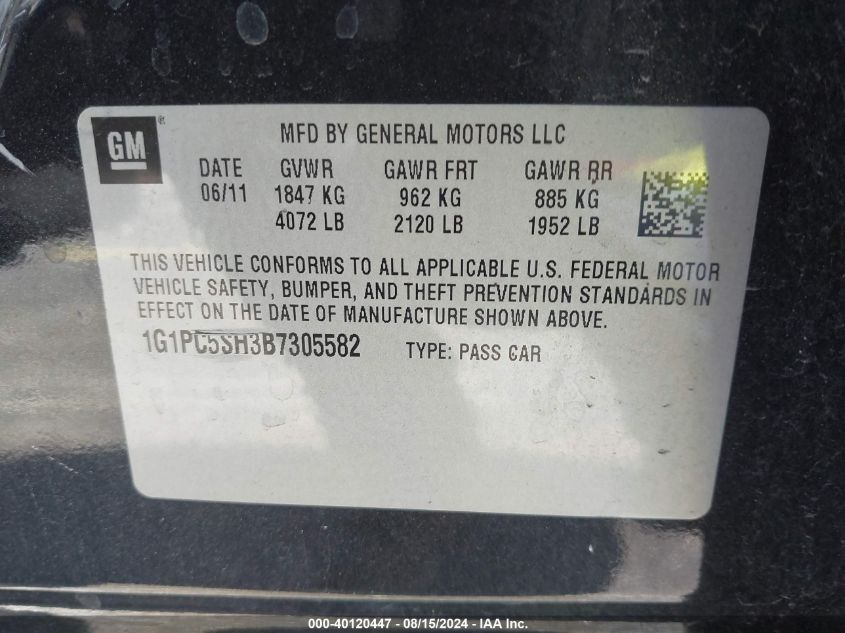 GM ®
MFD BY GENERAL MOTORS LLC
DATE GVWR GAWR FRT GAWR RR
06/11 1847 KG 962 KG 885 KG
4072 LB 2120 LB 1952 LB
THIS VEHICLE CONFORMS TO ALL APPLICABLE U.S. FEDERAL MOTOR
VEHICLE SAFETY, BUMPER, AND THEFT PREVENTION STANDARDS IN
EFFECT ON THE DATE OF MANUFACTURE SHOWN ABOVE.
1G1PC5SH3B7305582 TYPE: PASS CAR
000-40120447 - 08/15/2024 - IAA Inc.